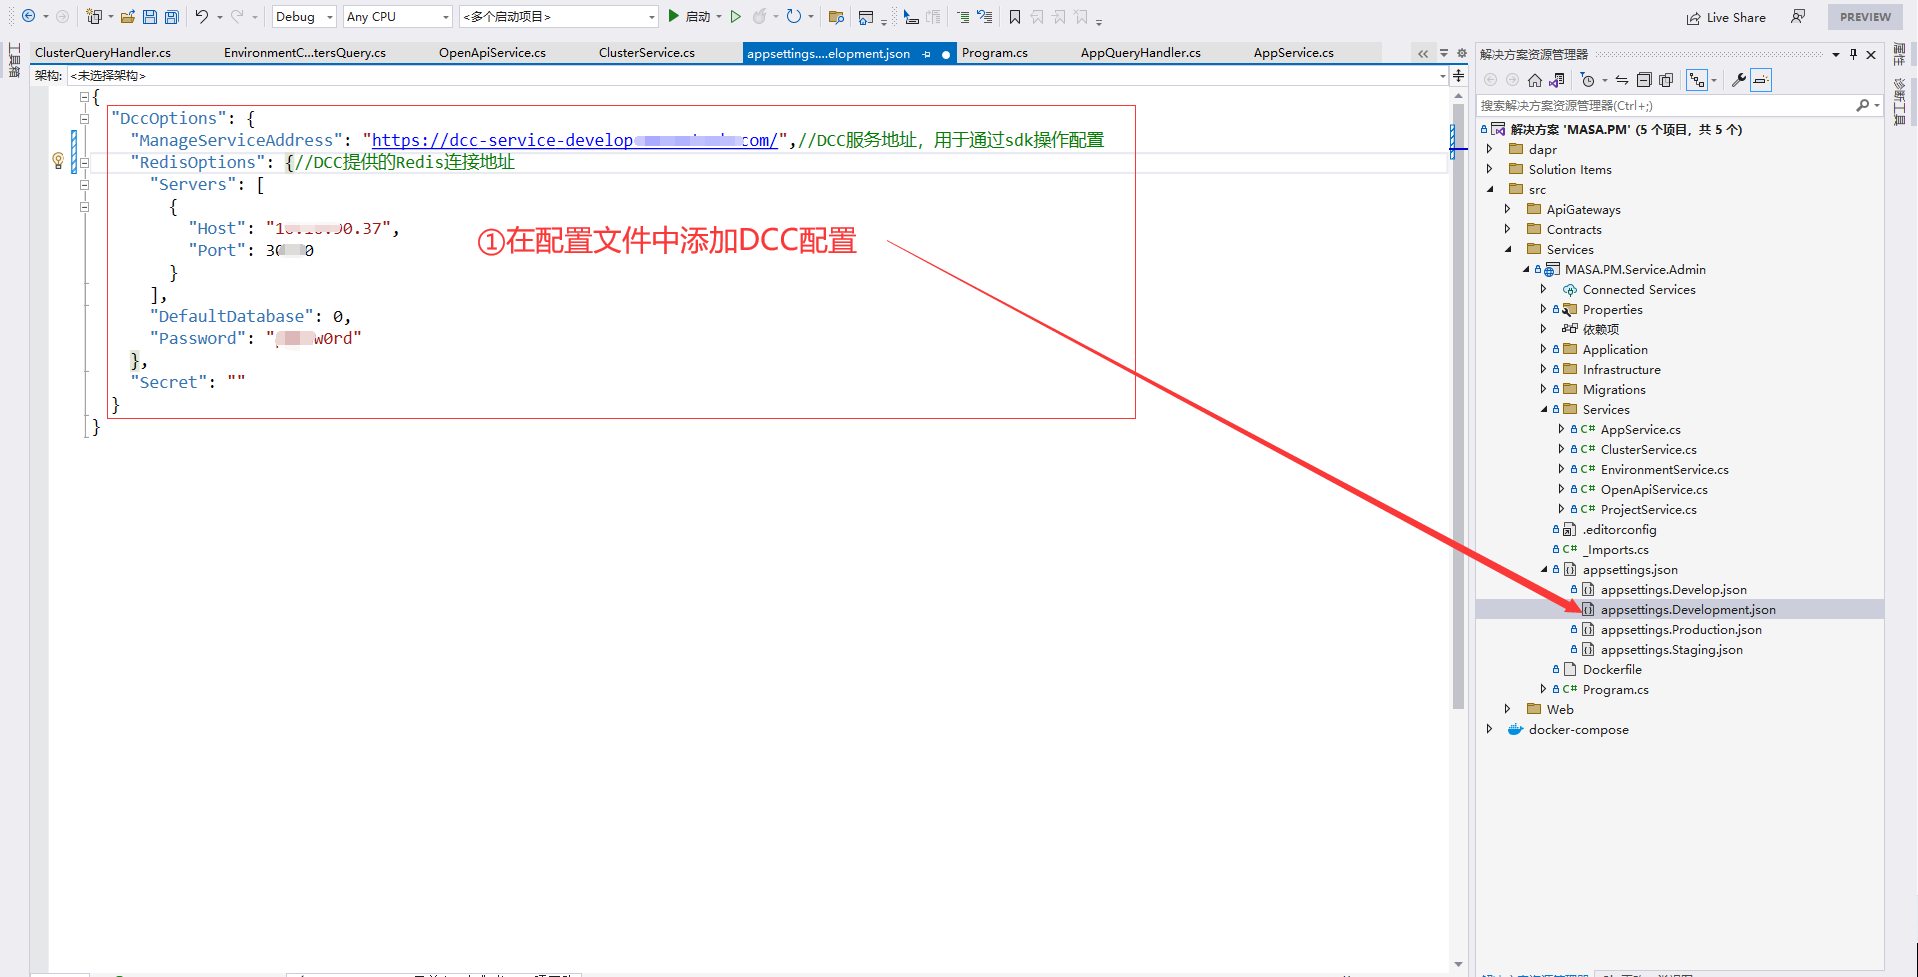 Debug
Any CPU
<多个启动项目>
启动
Live Share
PREVIEW
工具箱
ClusterQueryHandler.cs
EnvironmentC...tersQuery.cs
OpenApiService.cs
ClusterService.cs
appsettings....elopment.json
Program.cs
AppQueryHandler.cs
AppService.cs
架构: <未选择架构>
{
"DccOptions": {
"ManageServiceAddress": "https://dcc-service-develop com/",//DCC服务地址，用于通过sdk操作配置
"RedisOptions": {//DCC提供的Redis连接地址
"Servers": [
{
"Host": "1 0.37",
"Port": 30 0
}
],
"DefaultDatabase": 0,
"Password": " w0rd"
},
"Secret": ""
}
}
①在配置文件中添加DCC配置
解决方案资源管理器
搜索解决方案资源管理器(Ctrl+;)
解决方案 'MASA.PM' (5 个项目，共 5 个)
dapr
Solution Items
src
ApiGateways
Contracts
Services
MASA.PM.Service.Admin
Connected Services
Properties
依赖项
Application
Infrastructure
Migrations
Services
C# AppService.cs
C# ClusterService.cs
C# EnvironmentService.cs
C# OpenApiService.cs
C# ProjectService.cs
.editorconfig
C# _Imports.cs
appsettings.json
appsettings.Develop.json
appsettings.Development.json
appsettings.Production.json
appsettings.Staging.json
Dockerfile
C# Program.cs
Web
docker-compose
属性
诊断工具